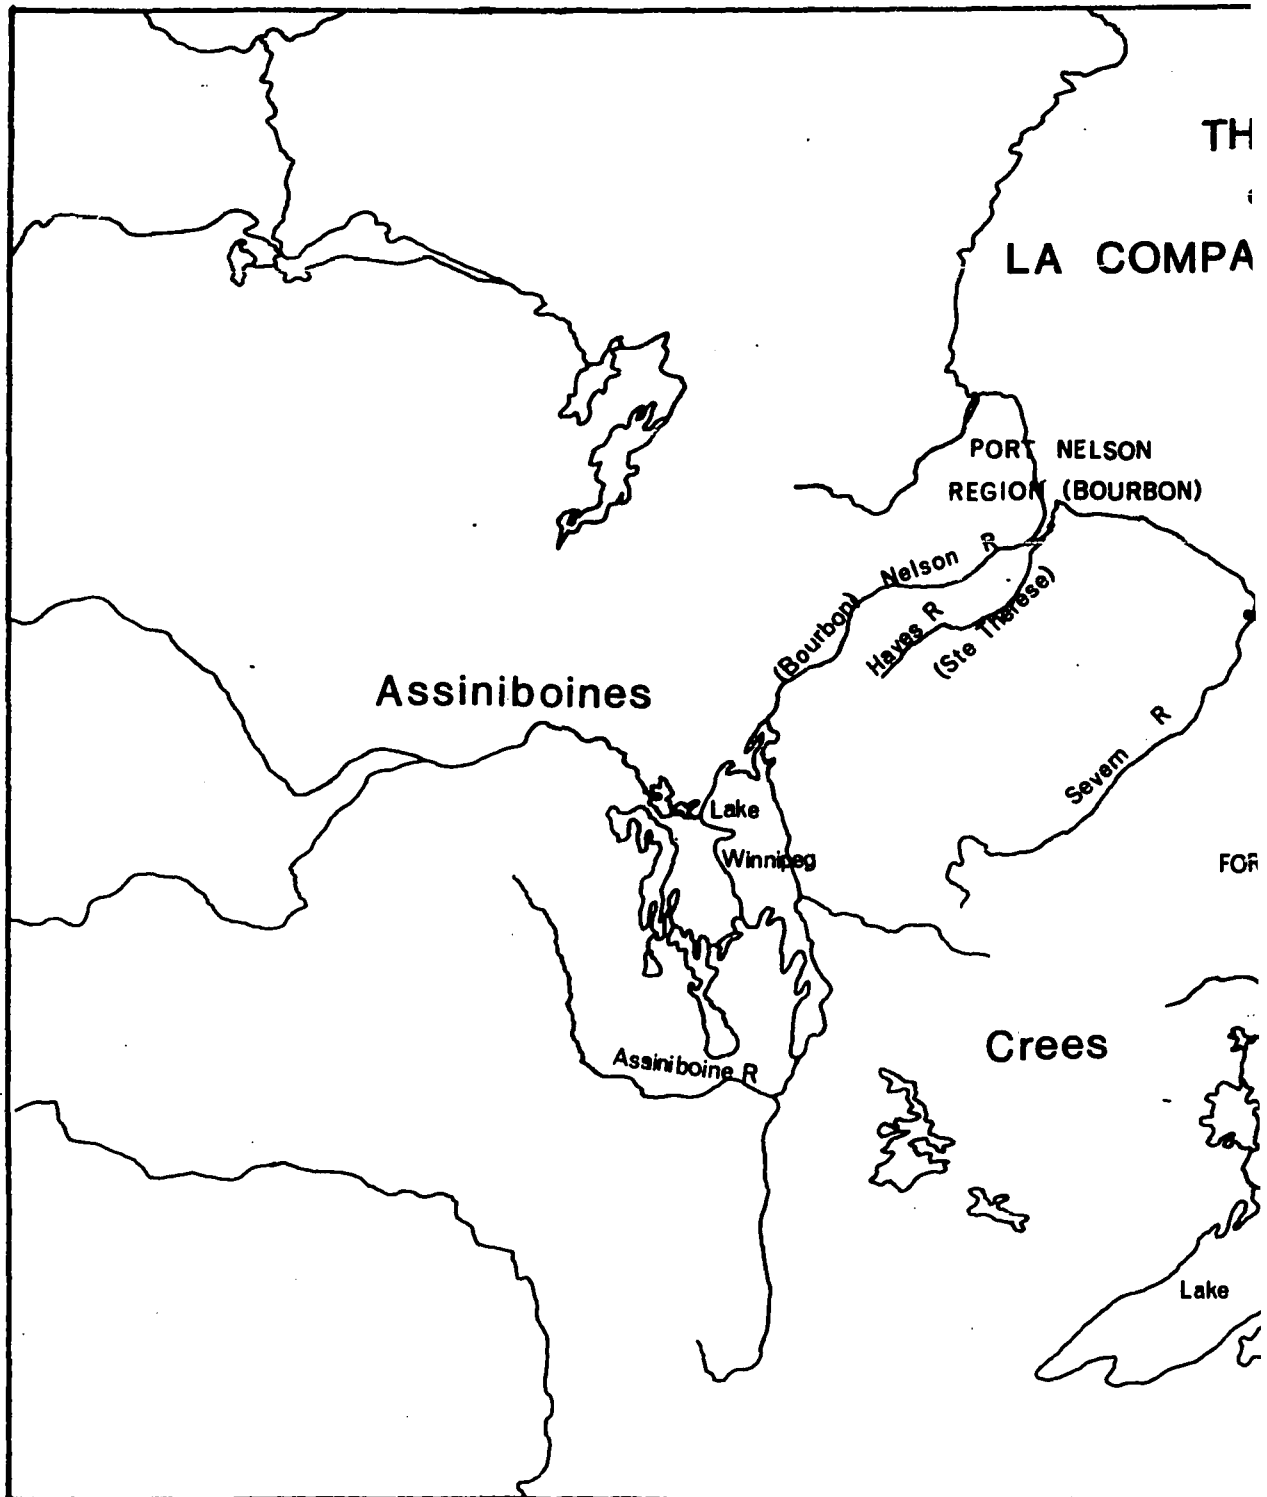 TH
LA COMPA
PORT NELSON
REGION (BOURBON)
Nelson R
(Bourbon)
Hayes R
(Ste Therese)
Assiniboines
Severn R
Lake
Winnipeg
FOR
Crees
Assiniboine R
Lake